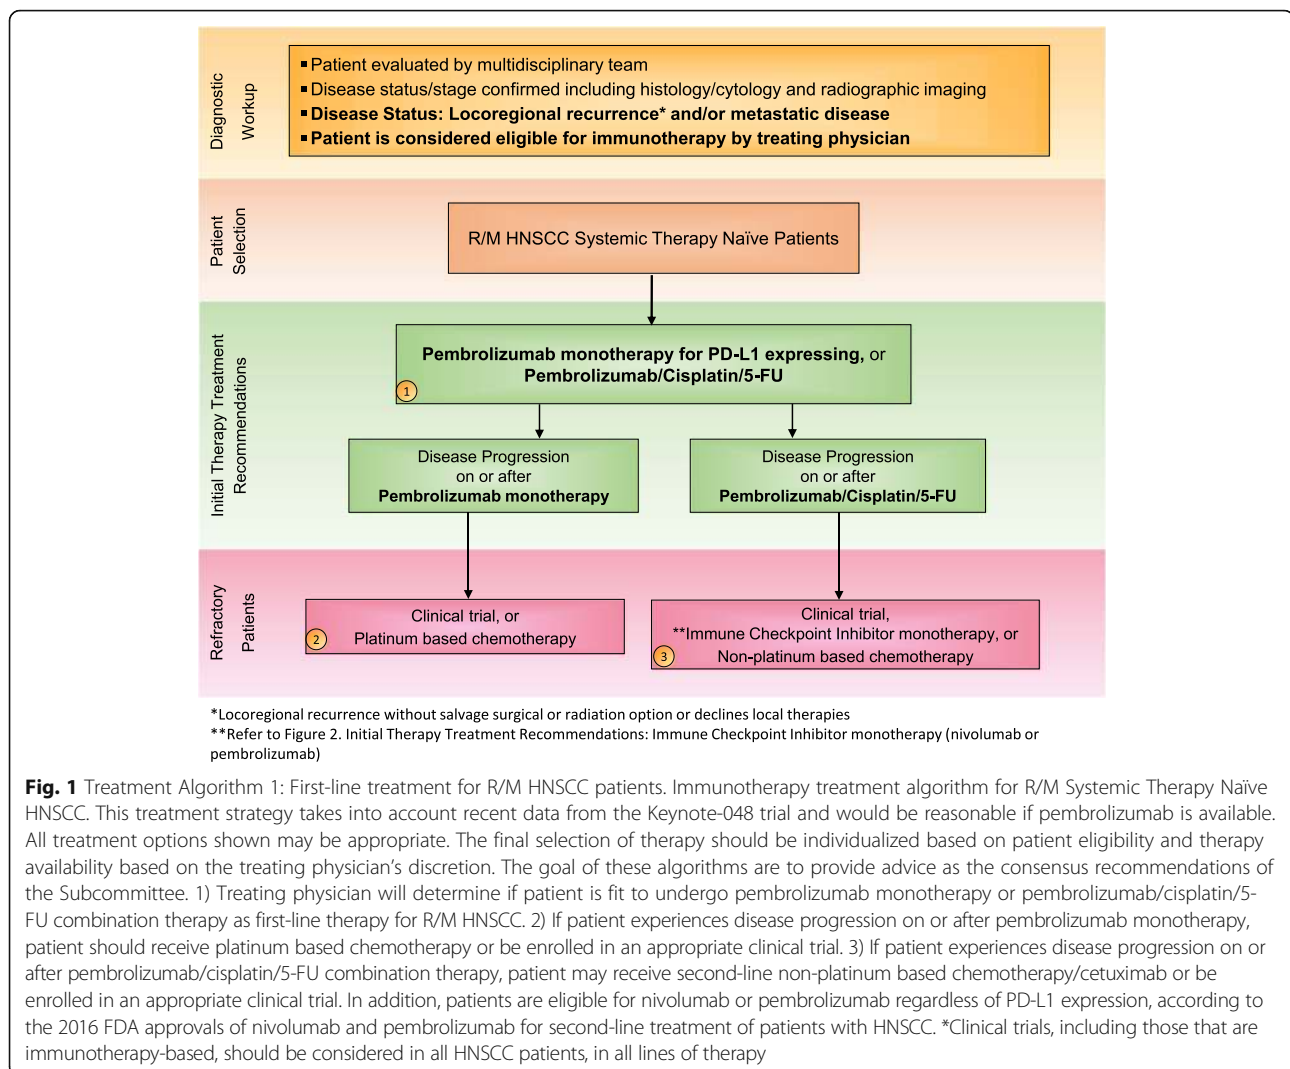 Diagnostic
Workup
▪Patient evaluated by multidisciplinary team
▪Disease status/stage confirmed including histology/cytology and radiographic imaging
▪Disease Status: Locoregional recurrence* and/or metastatic disease
▪Patient is considered eligible for immunotherapy by treating physician
Patient
Selection
R/M HNSCC Systemic Therapy Naïve Patients
Initial Therapy Treatment
Recommendations
Pembrolizumab monotherapy for PD-L1 expressing, or
Pembrolizumab/Cisplatin/5-FU
1
Disease Progression
on or after
Pembrolizumab monotherapy
Disease Progression
on or after
Pembrolizumab/Cisplatin/5-FU
Refractory
Patients
Clinical trial, or
Platinum based chemotherapy
2
Clinical trial,
**Immune Checkpoint Inhibitor monotherapy, or
Non-platinum based chemotherapy
3
*Locoregional recurrence without salvage surgical or radiation option or declines local therapies
**Refer to Figure 2. Initial Therapy Treatment Recommendations: Immune Checkpoint Inhibitor monotherapy (nivolumab or
pembrolizumab)
Fig. 1 Treatment Algorithm 1: First-line treatment for R/M HNSCC patients. Immunotherapy treatment algorithm for R/M Systemic Therapy Naïve
HNSCC. This treatment strategy takes into account recent data from the Keynote-048 trial and would be reasonable if pembrolizumab is available.
All treatment options shown may be appropriate. The final selection of therapy should be individualized based on patient eligibility and therapy
availability based on the treating physician's discretion. The goal of these algorithms are to provide advice as the consensus recommendations of
the Subcommittee. 1) Treating physician will determine if patient is fit to undergo pembrolizumab monotherapy or pembrolizumab/cisplatin/5-
FU combination therapy as first-line therapy for R/M HNSCC. 2) If patient experiences disease progression on or after pembrolizumab monotherapy,
patient should receive platinum based chemotherapy or be enrolled in an appropriate clinical trial. 3) If patient experiences disease progression on or
after pembrolizumab/cisplatin/5-FU combination therapy, patient may receive second-line non-platinum based chemotherapy/cetuximab or be
enrolled in an appropriate clinical trial. In addition, patients are eligible for nivolumab or pembrolizumab regardless of PD-L1 expression, according to
the 2016 FDA approvals of nivolumab and pembrolizumab for second-line treatment of patients with HNSCC. *Clinical trials, including those that are
immunotherapy-based, should be considered in all HNSCC patients, in all lines of therapy